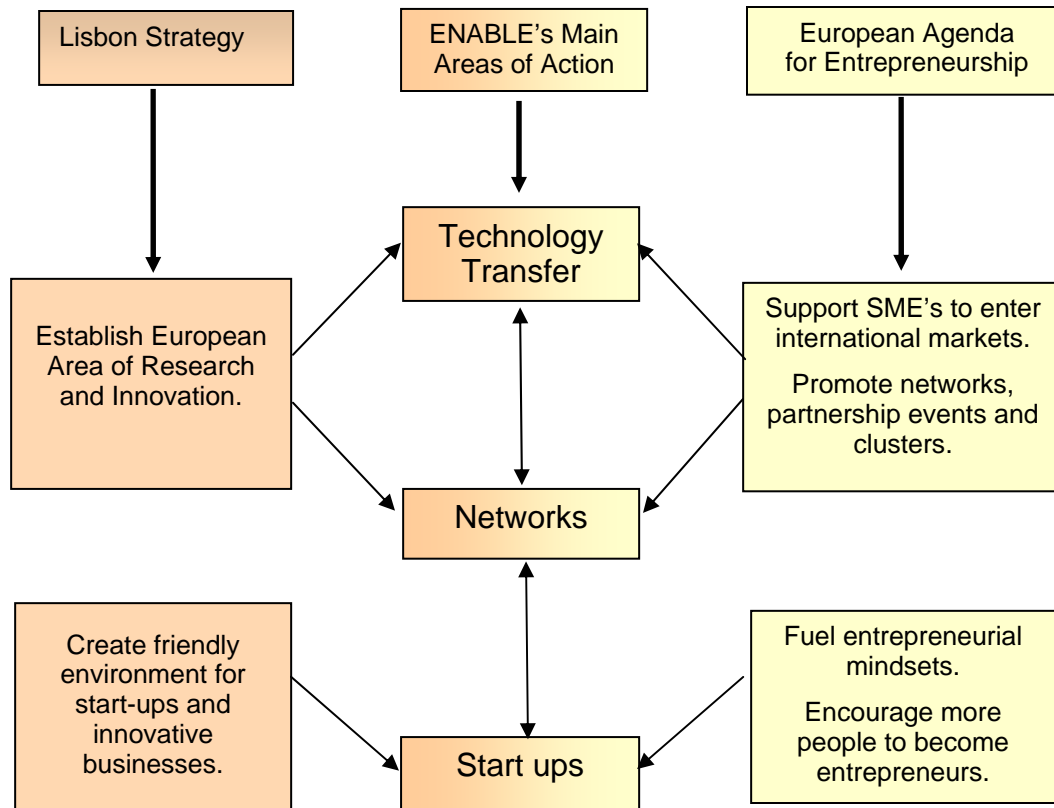 Lisbon Strategy
ENABLE's Main
Areas of Action
European Agenda
for Entrepreneurship
Technology
Transfer
Establish European
Area of Research
and Innovation.
Support SME's to enter
international markets.
Promote networks,
partnership events and
clusters.
Networks
Create friendly
environment for
start-ups and
innovative
businesses.
Fuel entrepreneurial
mindsets.
Encourage more
people to become
entrepreneurs.
Start ups